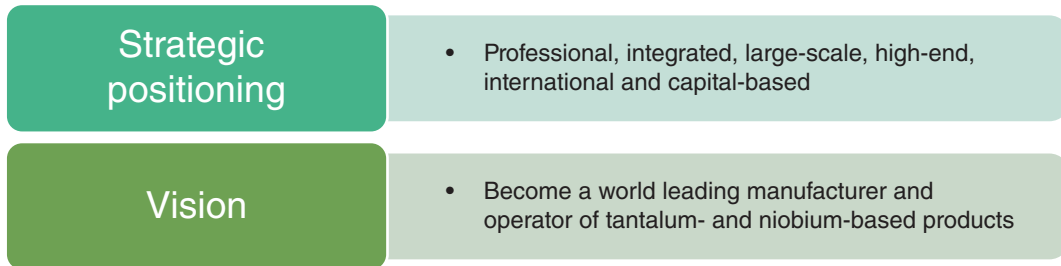 Strategic
positioning
• Professional, integrated, large-scale, high-end,
international and capital-based
Vision
• Become a world leading manufacturer and
operator of tantalum- and niobium-based products